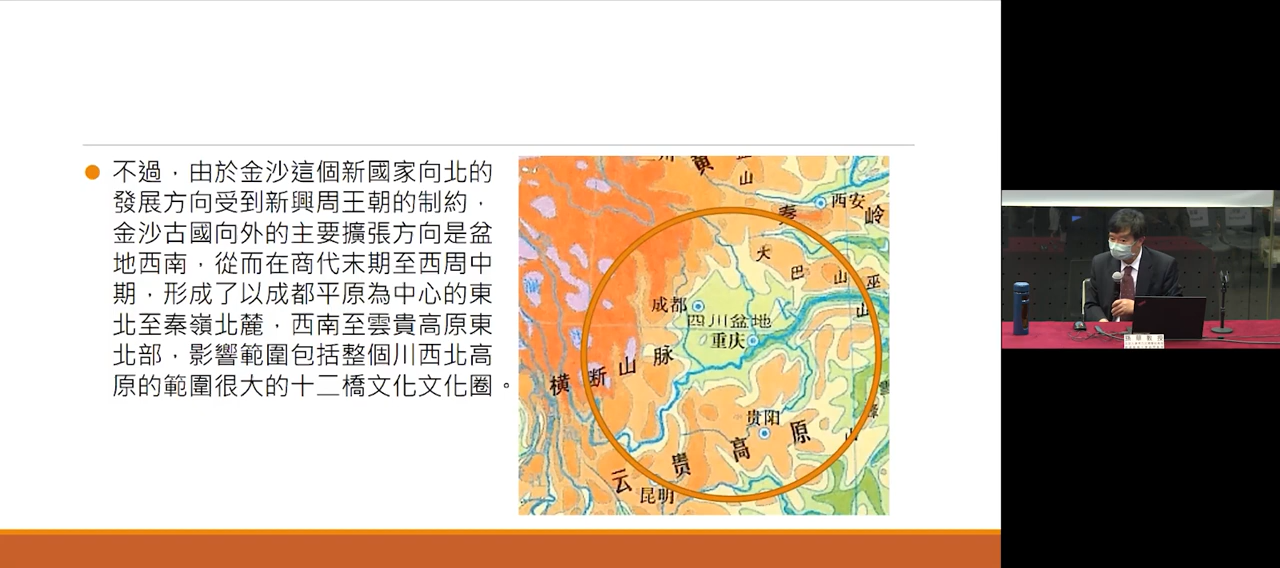 不過，由於金沙這個新國家向北的
發展方向受到新興周王朝的制約，
金沙古國向外的主要擴張方向是盆
地西南，從而在商代末期至西周中
期，形成了以成都平原為中心的東
北至秦嶺北麓，西南至雲貴高原東
北部，影響範圍包括整個川西北高
原的範圍很大的十二橋文化文化圈。
黄
山
西安
秦 岭
大 巴 山 巫
山
成都
四川盆地
重庆
横 断 山 脉
贵阳
云 贵 高 原
山
昆明